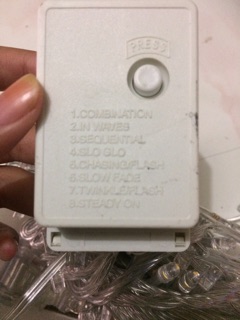 PRESS
1.COMBINATION
2.IN WAVES
3.SEQUENTIAL
4.SLO GLO
5.CHASING/FLASH
6.SLOW FADE
7.TWINKLE/FLASH
8.STEADY ON